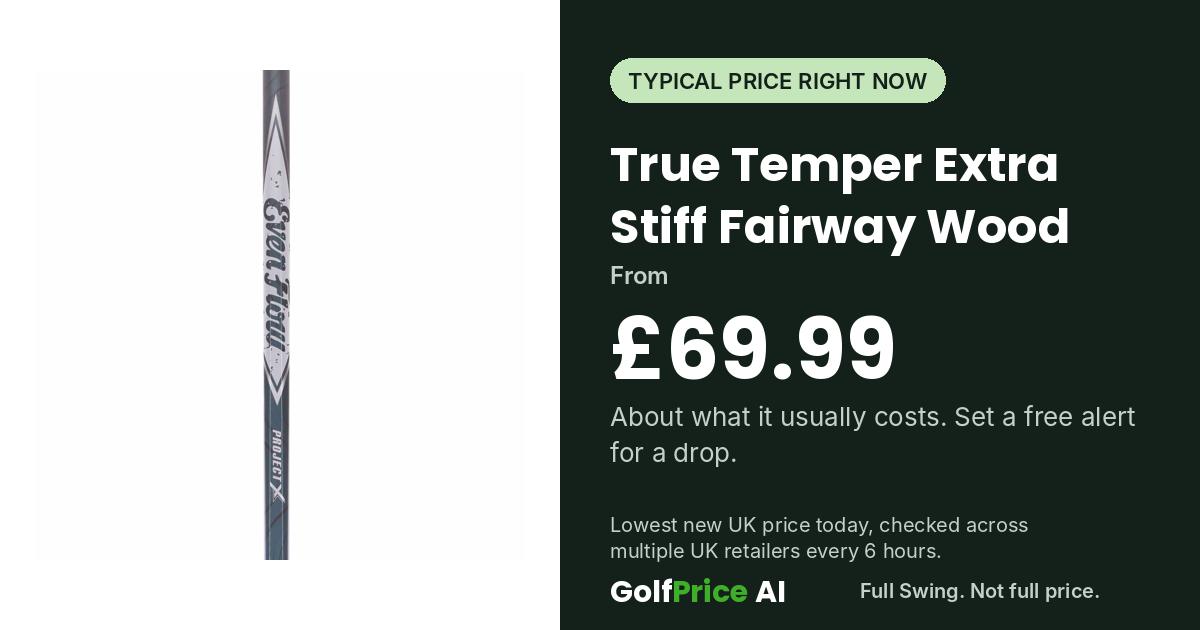 Even Flow
PROJECT X
TYPICAL PRICE RIGHT NOW
True Temper Extra
Stiff Fairway Wood
From
£69.99
About what it usually costs. Set a free alert
for a drop.
Lowest new UK price today, checked across
multiple UK retailers every 6 hours.
GolfPrice AI
Full Swing. Not full price.